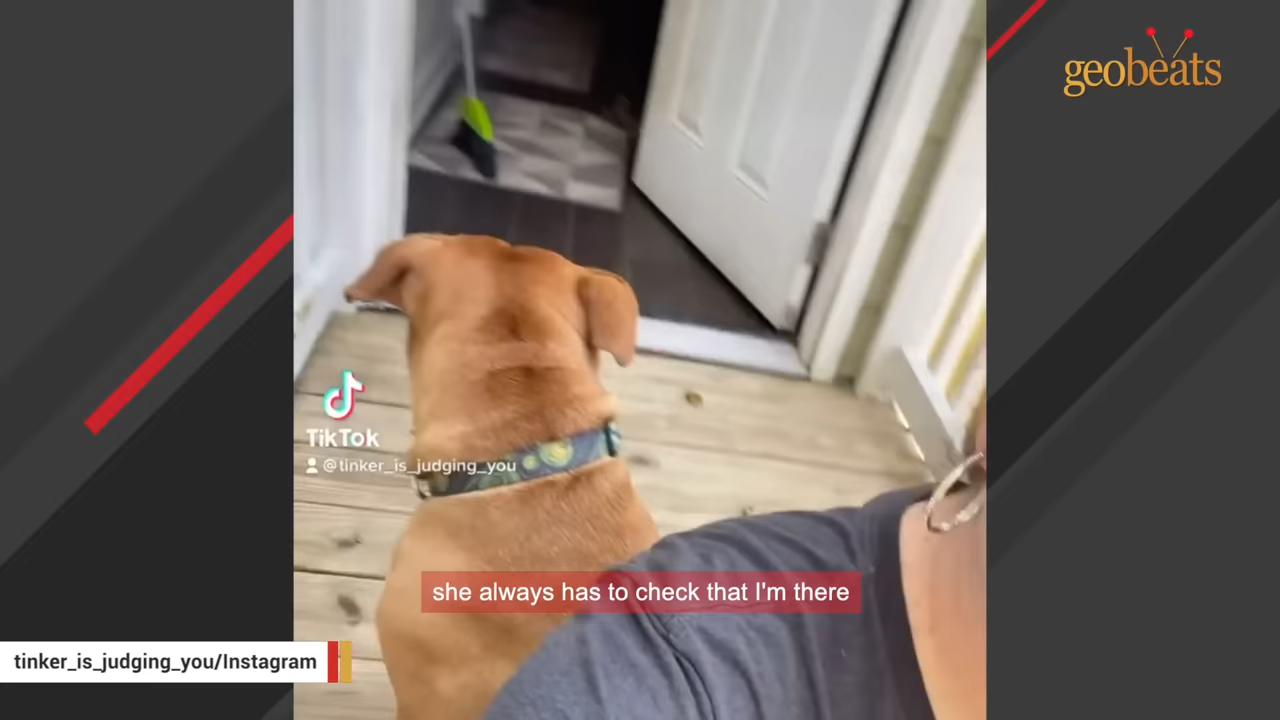 geobeats
TikTok
@tinker_is_judging_you
she always has to check that I'm there
tinker_is_judging_you/Instagram